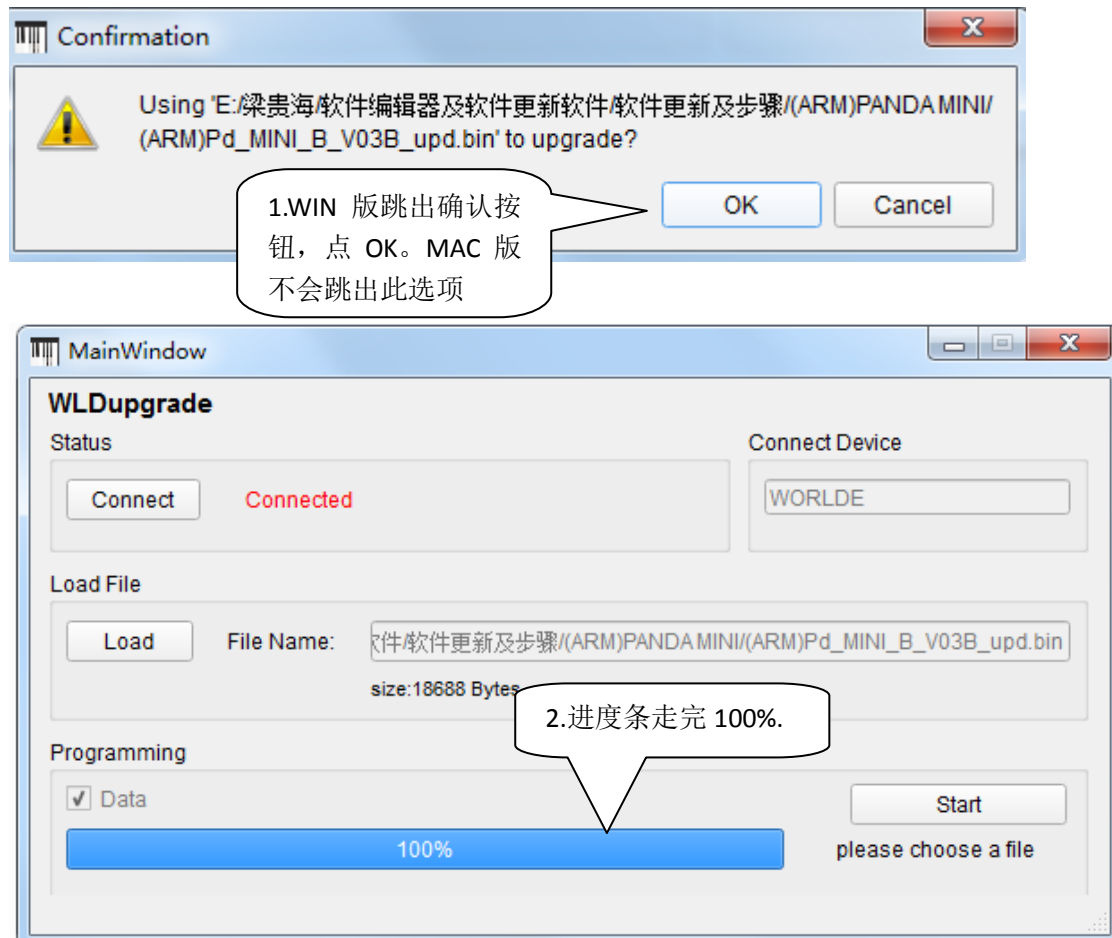 Confirmation
Using 'E:/梁贵海/软件编辑器及软件更新软件/软件更新及步骤/(ARM)PANDA MINI/
(ARM)Pd_MINI_B_V03B_upd.bin' to upgrade?
OK
Cancel
1.WIN 版跳出确认按
钮，点 OK。MAC 版
不会跳出此选项
MainWindow
WLDupgrade
Status
Connect Device
Connect
Connected
WORLDE
Load File
Load
File Name:
件/软件更新及步骤/(ARM)PANDA MINI/(ARM)Pd_MINI_B_V03B_upd.bin
size:18688 Bytes
2.进度条走完 100%.
Programming
Data
Start
100%
please choose a file